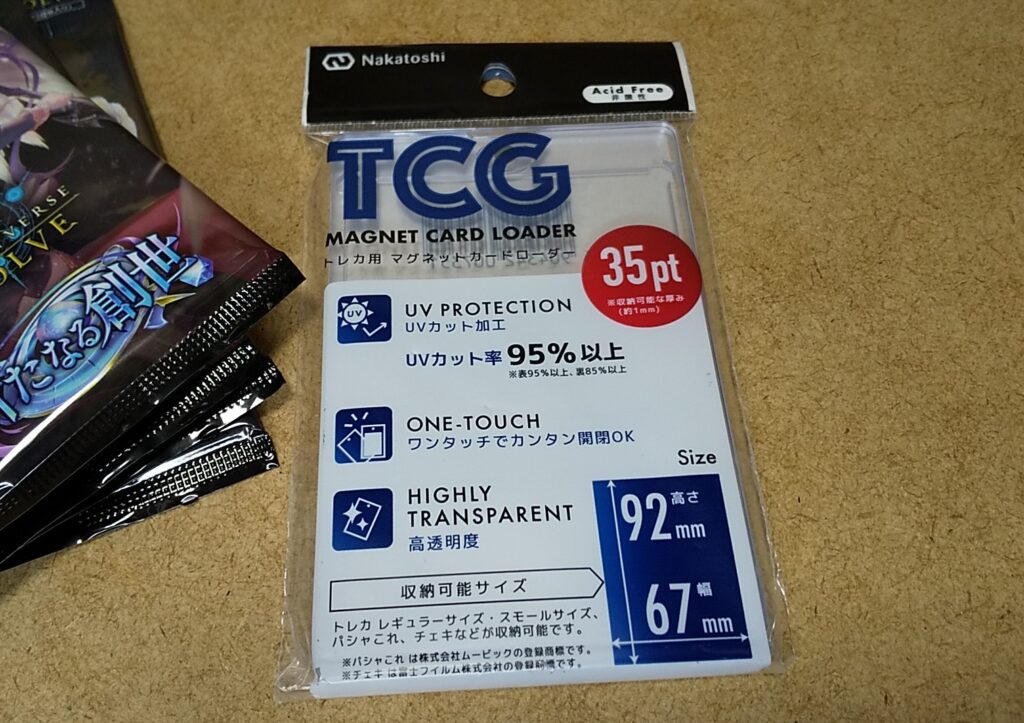 Nakatoshi
Acid Free
非酸性
TCG
MAGNET CARD LOADER
トレカ用 マグネットカードローダー
35pt
※収納可能な厚み
(約1mm)
UV
UV PROTECTION
UVカット加工
UVカット率 95%以上
※表95%以上、裏85%以上
ONE-TOUCH
ワンタッチでカンタン開閉OK
HIGHLY
TRANSPARENT
高透明度
Size
92 高さ mm
67 幅 mm
収納可能サイズ
トレカ レギュラーサイズ・スモールサイズ、
パシャこれ、チェキなどが収納可能です。
※パシャこれ は株式会社ムービックの登録商標です。
※チェキ は富士フイルム株式会社の登録商標です。
VERSE
OLVE
たなる創世